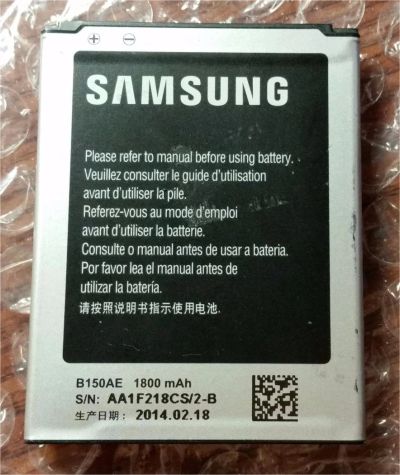 + -
SAMSUNG
Please refer to manual before using battery.
Veuillez consulter le guide d'utilisation
avant d'utiliser la pile.
Referez-vous au mode d'emploi
avant d'utiliser la batterie.
Consulte o manual antes de usar a bateria.
Por favor lea el manual antes de
utilizar la batería.
请按照说明书指示使用电池.
B150AE 1800 mAh
S/N: AA1F218CS/2-B
生产日期: 2014.02.18